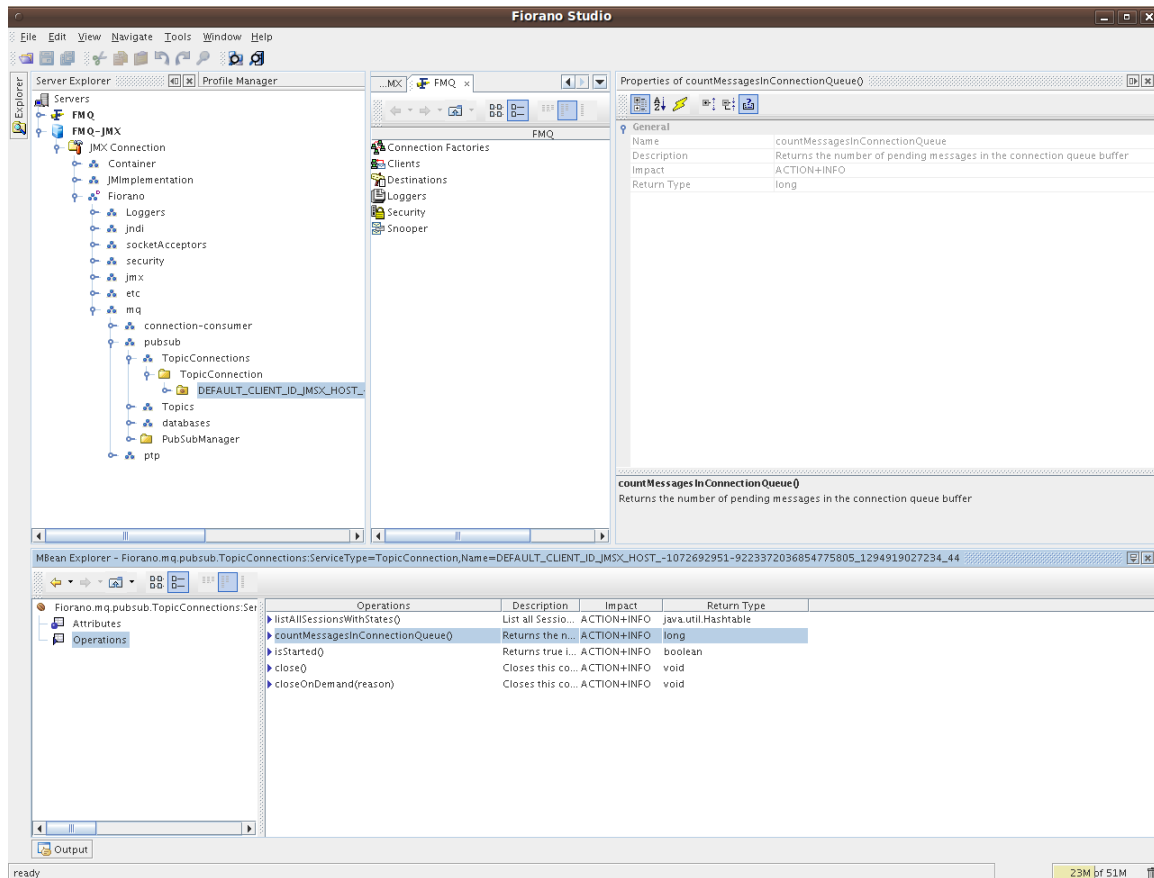 Fiorano Studio
File Edit View Navigate Tools Window Help
Explorer
Server Explorer Profile Manager
Servers
FMQ
FMQ-JMX
JMX Connection
Container
JMImplementation
Fiorano
Loggers
jndi
socketAcceptors
security
jmx
etc
mq
connection-consumer
pubsub
TopicConnections
TopicConnection
DEFAULT_CLIENT_ID_JMSX_HOST_-
Topics
databases
PubSubManager
ptp
...MX FMQ
FMQ
Connection Factories
Clients
Destinations
Loggers
Security
Snooper
Properties of countMessagesInConnectionQueue()
General
Name countMessagesInConnectionQueue
Description Returns the number of pending messages in the connection queue buffer
Impact ACTION+INFO
Return Type long
countMessagesInConnectionQueue()
Returns the number of pending messages in the connection queue buffer
MBean Explorer - Fiorano.mq.pubsub.TopicConnections:ServiceType=TopicConnection,Name=DEFAULT_CLIENT_ID_JMSX_HOST_-1072692951-9223372036854775805_1294919027234_44
Fiorano.mq.pubsub.TopicConnections:Ser
Attributes
Operations
Operations Description Impact Return Type
listAllSessionsWithStates() List all Sessio... ACTION+INFO java.util.Hashtable
countMessagesInConnectionQueue() Returns the n... ACTION+INFO long
isStarted() Returns true i... ACTION+INFO boolean
close() Closes this co... ACTION+INFO void
closeOnDemand(reason) Closes this co... ACTION+INFO void
Output
ready
23M of 51M